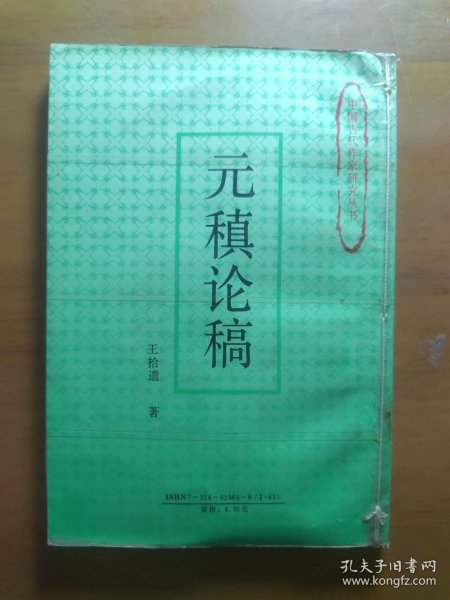 中国古代作家研究丛书
元稹论稿
王拾遗 著
ISBN7-224-02565-8/I·631
定价：4.35元
孔夫子旧书网
www.kongfz.com